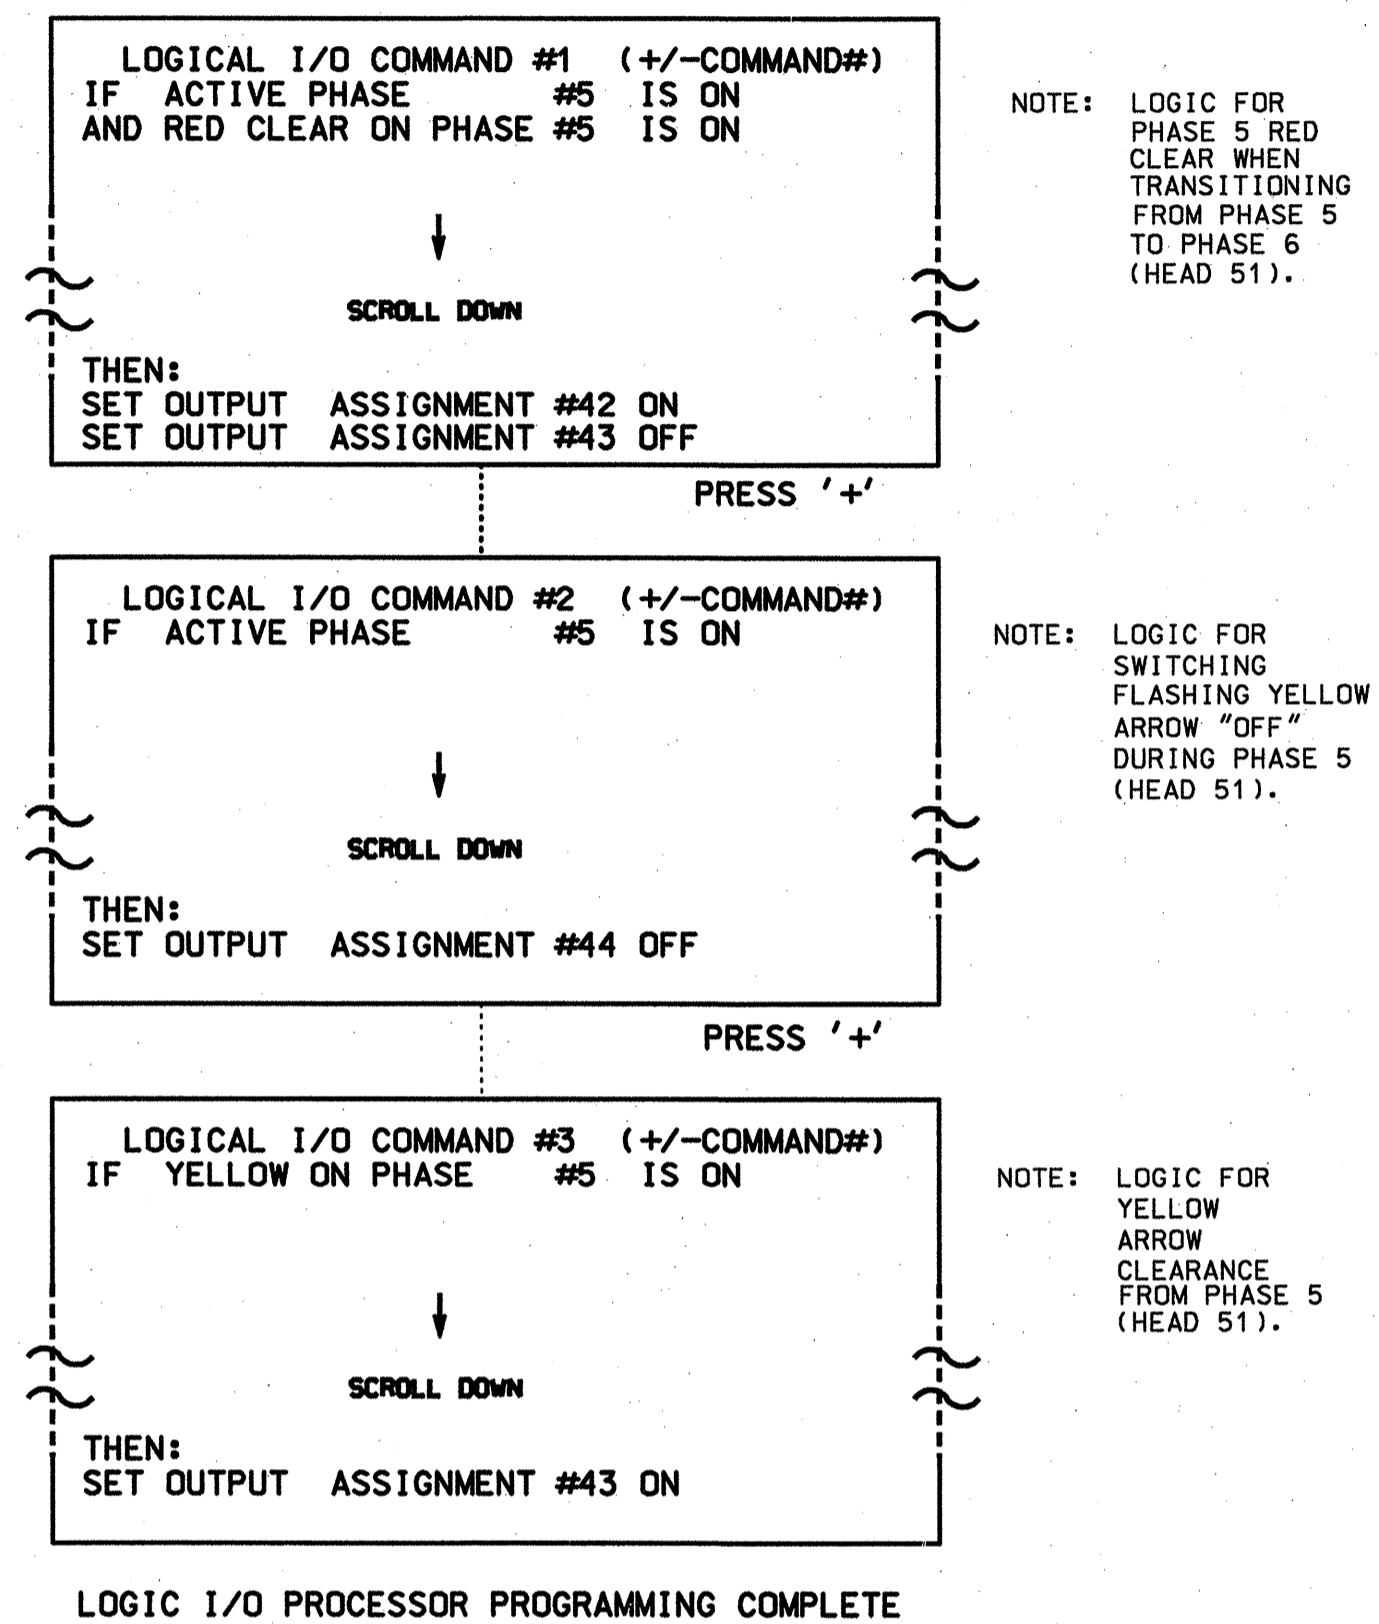 LOGICAL I/O COMMAND #1 (+/-COMMAND#)
IF ACTIVE PHASE #5 IS ON
AND RED CLEAR ON PHASE #5 IS ON
SCROLL DOWN
THEN:
SET OUTPUT ASSIGNMENT #42 ON
SET OUTPUT ASSIGNMENT #43 OFF
NOTE: LOGIC FOR
PHASE 5 RED
CLEAR WHEN
TRANSITIONING
FROM PHASE 5
TO PHASE 6
(HEAD 51).
PRESS '+'
LOGICAL I/O COMMAND #2 (+/-COMMAND#)
IF ACTIVE PHASE #5 IS ON
SCROLL DOWN
THEN:
SET OUTPUT ASSIGNMENT #44 OFF
NOTE: LOGIC FOR
SWITCHING
FLASHING YELLOW
ARROW "OFF"
DURING PHASE 5
(HEAD 51).
PRESS '+'
LOGICAL I/O COMMAND #3 (+/-COMMAND#)
IF YELLOW ON PHASE #5 IS ON
SCROLL DOWN
THEN:
SET OUTPUT ASSIGNMENT #43 ON
NOTE: LOGIC FOR
YELLOW
ARROW
CLEARANCE
FROM PHASE 5
(HEAD 51).
LOGIC I/O PROCESSOR PROGRAMMING COMPLETE